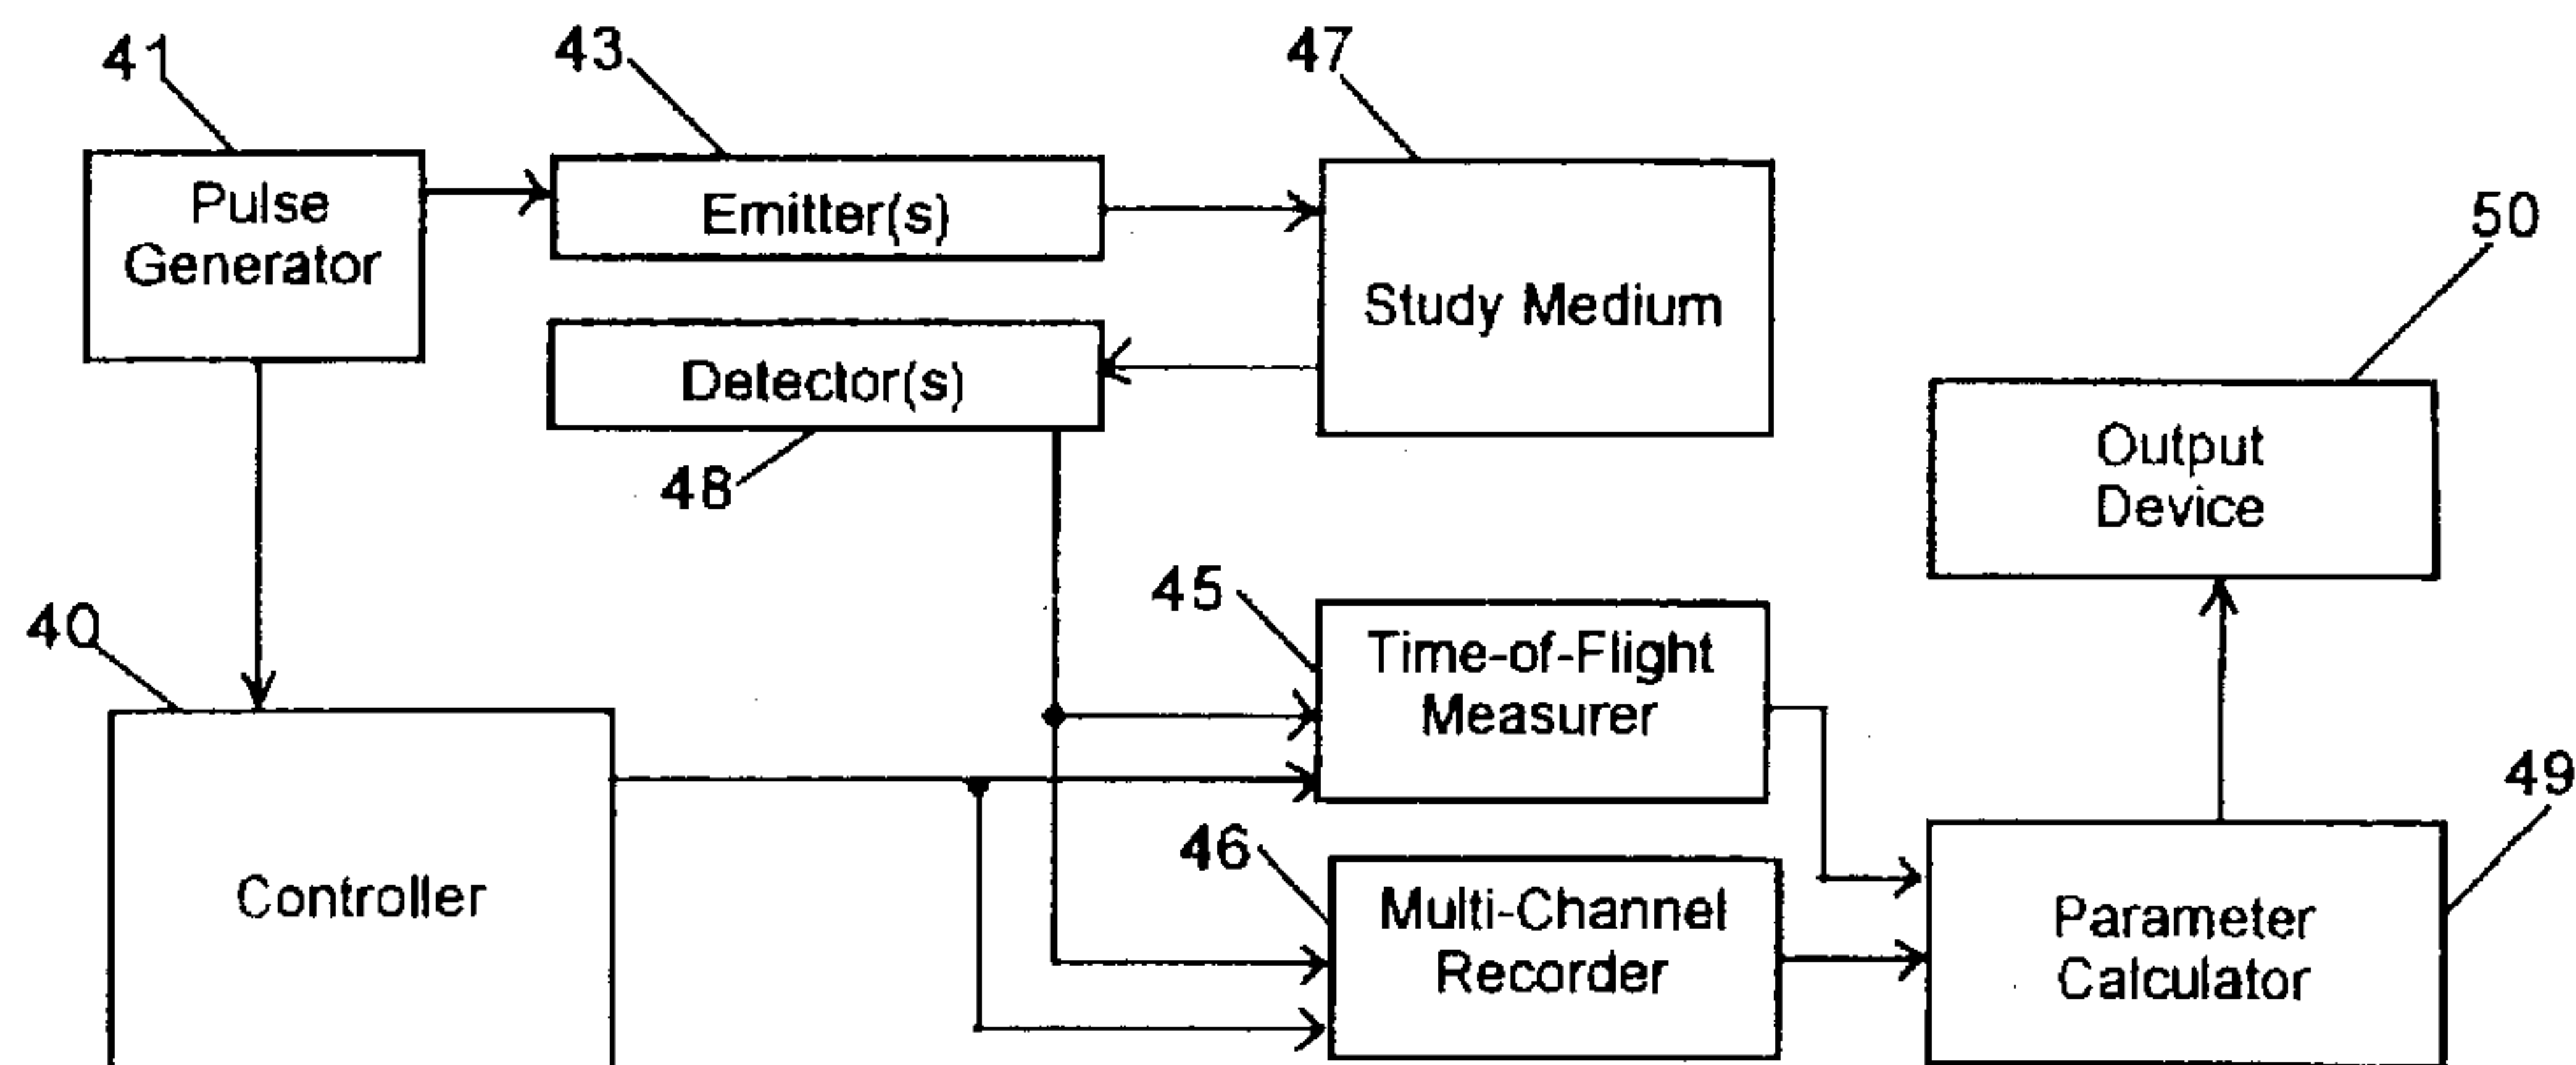 41
43
47
Pulse
Generator
Emitter(s)
Study Medium
50
Detector(s)
48
Output
Device
45
Time-of-Flight
Measurer
40
49
46
Controller
Multi-Channel
Recorder
Parameter
Calculator